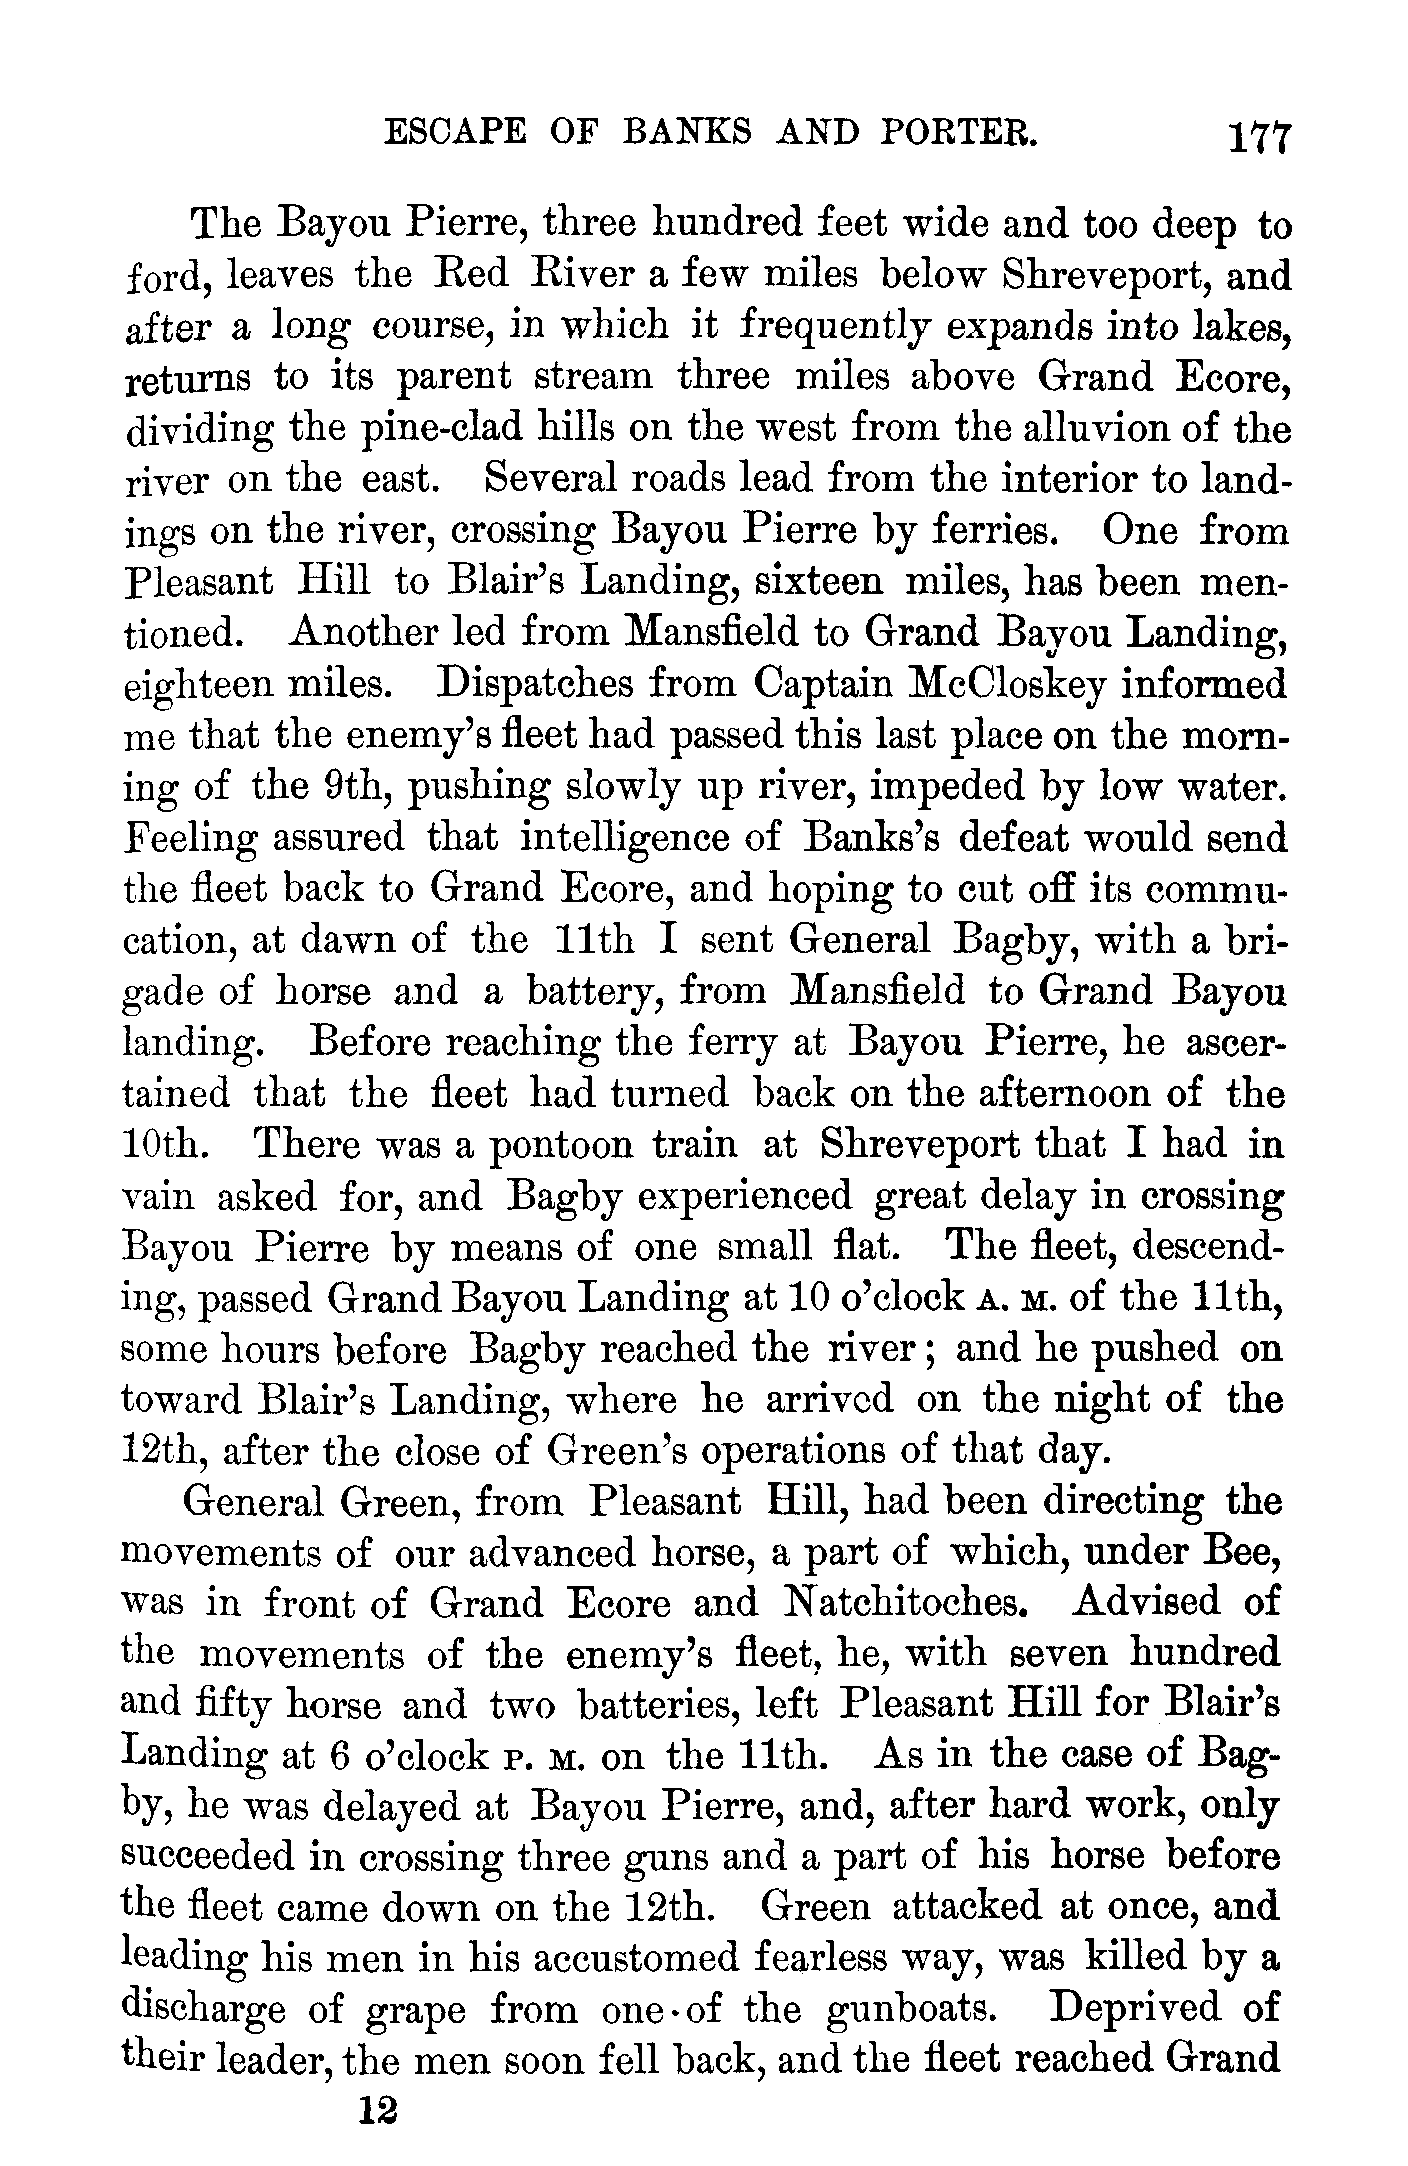 ESCAPE OF BANKS AND PORTER. 177
The Bayou Pierre, three hundred feet wide and too deep to
ford, leaves the Red River a few miles below Shreveport, and
after a long course, in which it frequently expands into lakes,
returns to its parent stream three miles above Grand Ecore,
dividing the pine-clad hills on the west from the alluvion of the
river on the east. Several roads lead from the interior to land-
ings on the river, crossing Bayou Pierre by ferries. One from
Pleasant Hill to Blair's Landing, sixteen miles, has been men-
tioned. Another led from Mansfield to Grand Bayou Landing,
eighteen miles. Dispatches from Captain McCloskey informed
me that the enemy's fleet had passed this last place on the morn-
ing of the 9th, pushing slowly up river, impeded by low water.
Feeling assured that intelligence of Banks's defeat would send
the fleet back to Grand Ecore, and hoping to cut off its commu-
cation, at dawn of the 11th I sent General Bagby, with a bri-
gade of horse and a battery, from Mansfield to Grand Bayou
landing. Before reaching the ferry at Bayou Pierre, he ascer-
tained that the fleet had turned back on the afternoon of the
10th. There was a pontoon train at Shreveport that I had in
vain asked for, and Bagby experienced great delay in crossing
Bayou Pierre by means of one small flat. The fleet, descend-
ing, passed Grand Bayou Landing at 10 o'clock A. M. of the 11th,
some hours before Bagby reached the river; and he pushed on
toward Blair's Landing, where he arrived on the night of the
12th, after the close of Green's operations of that day.
General Green, from Pleasant Hill, had been directing the
movements of our advanced horse, a part of which, under Bee,
was in front of Grand Ecore and Natchitoches. Advised of
the movements of the enemy's fleet, he, with seven hundred
and fifty horse and two batteries, left Pleasant Hill for Blair's
Landing at 6 o'clock P. M. on the 11th. As in the case of Bag-
by, he was delayed at Bayou Pierre, and, after hard work, only
succeeded in crossing three guns and a part of his horse before
the fleet came down on the 12th. Green attacked at once, and
leading his men in his accustomed fearless way, was killed by a
discharge of grape from one of the gunboats. Deprived of
their leader, the men soon fell back, and the fleet reached Grand
12